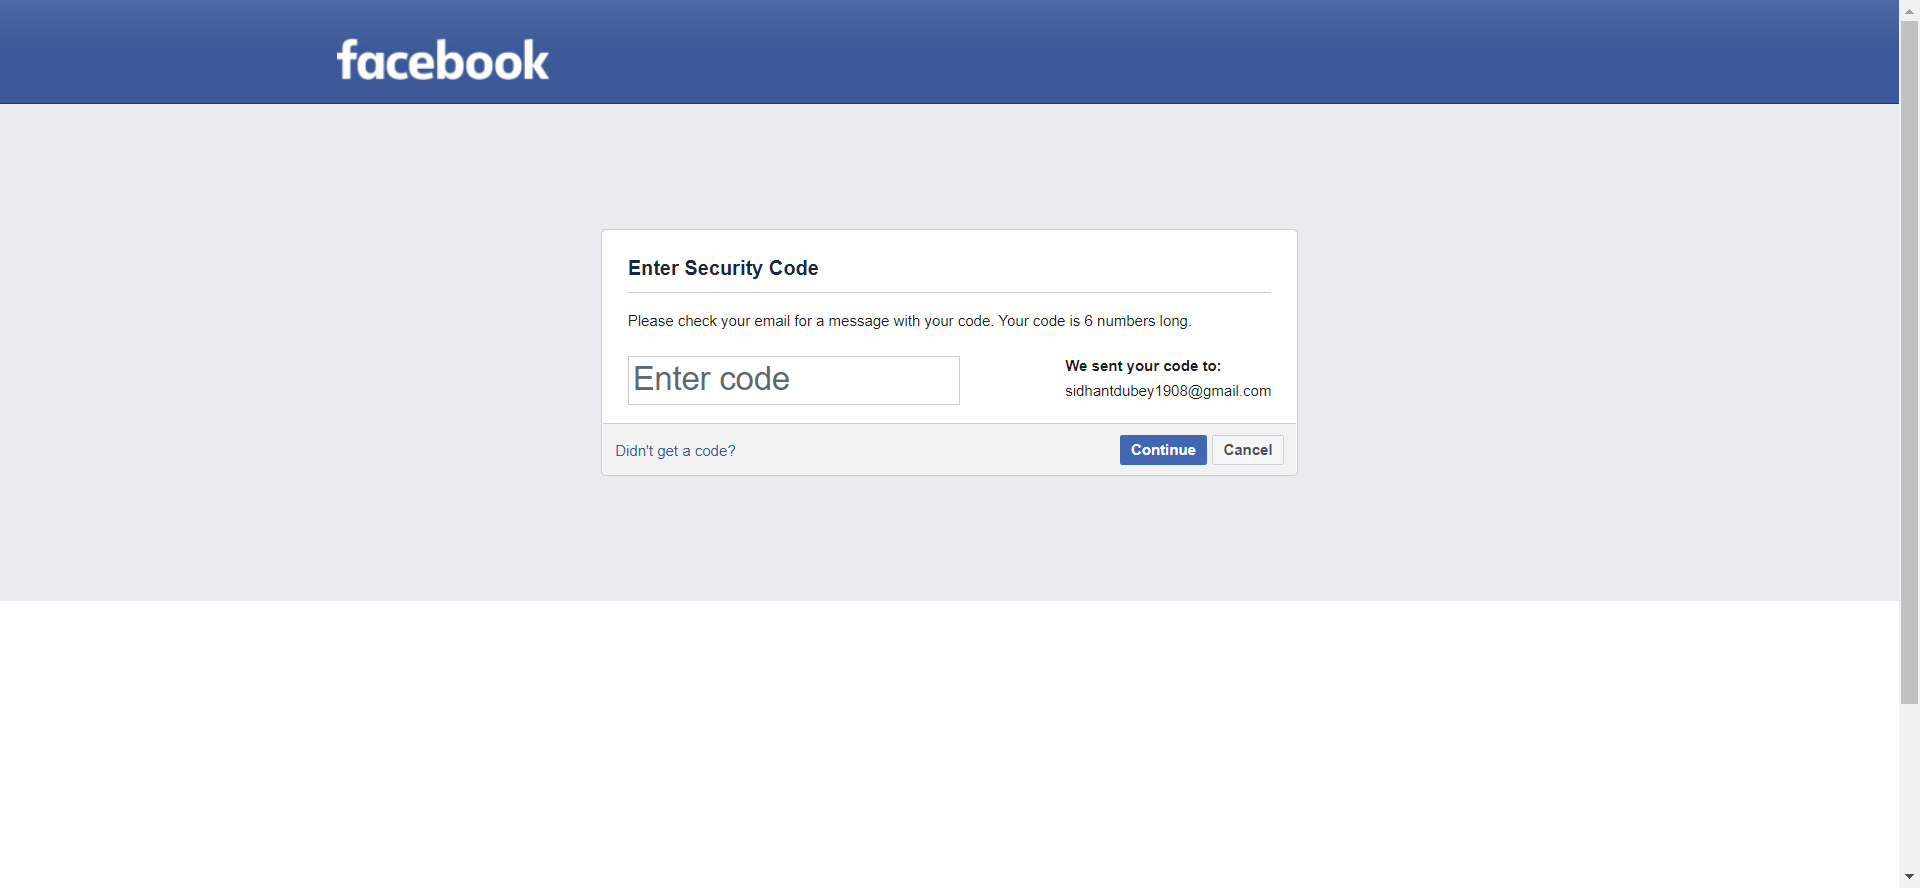 facebook
Enter Security Code
Please check your email for a message with your code. Your code is 6 numbers long.
Enter code
We sent your code to:
sidhantdubey1908@gmail.com
Didn't get a code?
Continue
Cancel